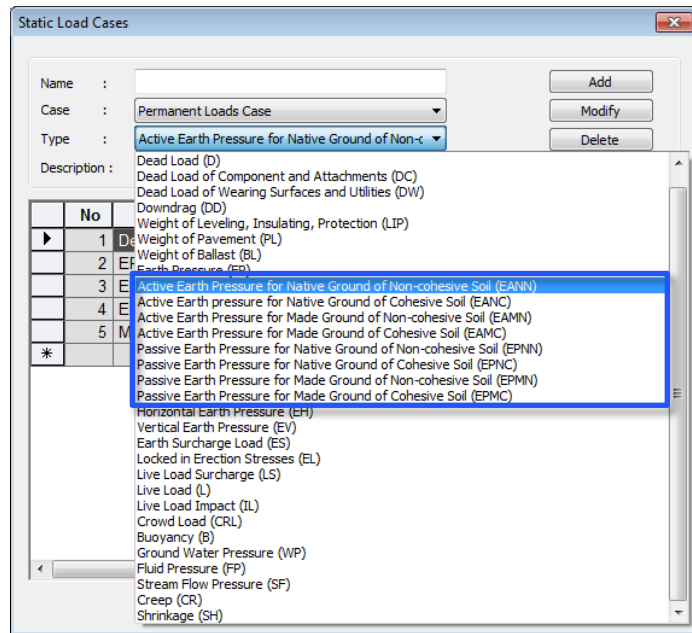 Static Load Cases
Name :
Add
Case : Permanent Loads Case
Modify
Type : Active Earth Pressure for Native Ground of Non-c
Delete
Description :
Dead Load (D)
Dead Load of Component and Attachments (DC)
Dead Load of Wearing Surfaces and Utilities (DW)
Downdrag (DD)
Weight of Leveling, Insulating, Protection (LIP)
Weight of Pavement (PL)
Weight of Ballast (BL)
Earth Pressure (EP)
Active Earth Pressure for Native Ground of Non-cohesive Soil (EANN)
Active Earth pressure for Native Ground of Cohesive Soil (EANC)
Active Earth Pressure for Made Ground of Non-cohesive Soil (EAMN)
Active Earth Pressure for Made Ground of Cohesive Soil (EAMC)
Passive Earth Pressure for Native Ground of Non-cohesive Soil (EPNN)
Passive Earth Pressure for Native Ground of Cohesive Soil (EPNC)
Passive Earth Pressure for Made Ground of Non-cohesive Soil (EPMN)
Passive Earth Pressure for Made Ground of Cohesive Soil (EPMC)
Horizontal Earth Pressure (EH)
Vertical Earth Pressure (EV)
Earth Surcharge Load (ES)
Locked in Erection Stresses (EL)
Live Load Surcharge (LS)
Live Load (L)
Live Load Impact (IL)
Crowd Load (CRL)
Buoyancy (B)
Ground Water Pressure (WP)
Fluid Pressure (FP)
Stream Flow Pressure (SF)
Creep (CR)
Shrinkage (SH)
No
1 De
2 EF
3 E
4 E
5 M
*